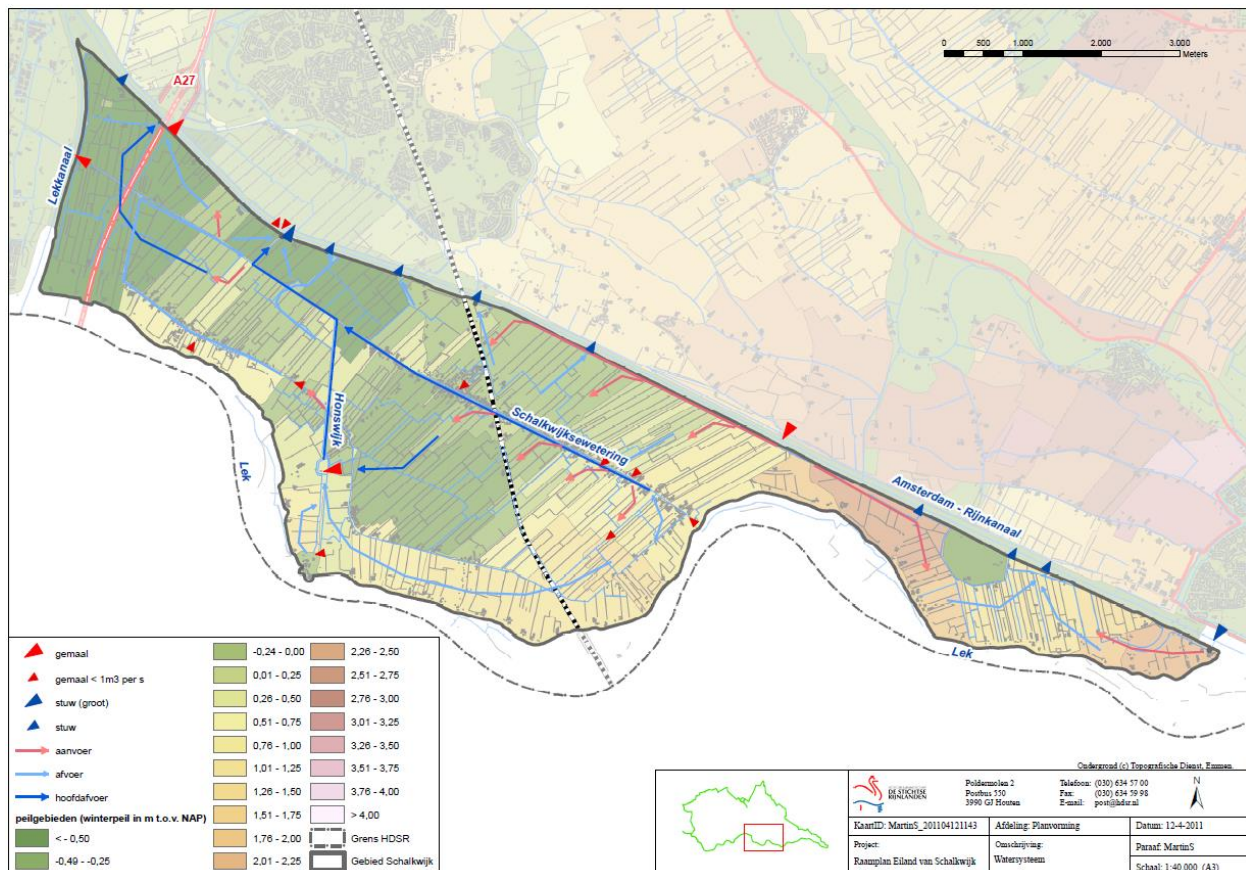 0 500 1.000 2.000 3.000
Meters
A27
Lekkanaal
Honswijk
Schalkwijksewetering
Lek
Amsterdam - Rijnkanaal
Lek
gemaal
gemaal < 1m3 per s
stuw (groot)
stuw
aanvoer
afvoer
hoofdafvoer
peilgebieden (winterpeil in m t.o.v. NAP)
< - 0,50
-0,49 - -0,25
-0,24 - 0,00
0,01 - 0,25
0,26 - 0,50
0,51 - 0,75
0,76 - 1,00
1,01 - 1,25
1,26 - 1,50
1,51 - 1,75
1,76 - 2,00
2,01 - 2,25
2,26 - 2,50
2,51 - 2,75
2,76 - 3,00
3,01 - 3,25
3,26 - 3,50
3,51 - 3,75
3,76 - 4,00
> 4,00
Grens HDSR
Gebied Schalkwijk
Ondergrond (c) Topografische Dienst, Emmen.
DE STICHTSE
RIJNLANDEN
Poldermolen 2
Postbus 550
3990 GJ Houten
Telefoon: (030) 634 57 00
Fax: (030) 634 59 98
E-mail: post@hdsr.nl
N
KaartID: MartinS_201104121143
Afdeling: Planvorming
Datum: 12-4-2011
Project:
Raamplan Eiland van Schalkwijk
Omschrijving:
Watersysteem
Paraaf: MartinS
Schaal: 1:40.000 (A3)